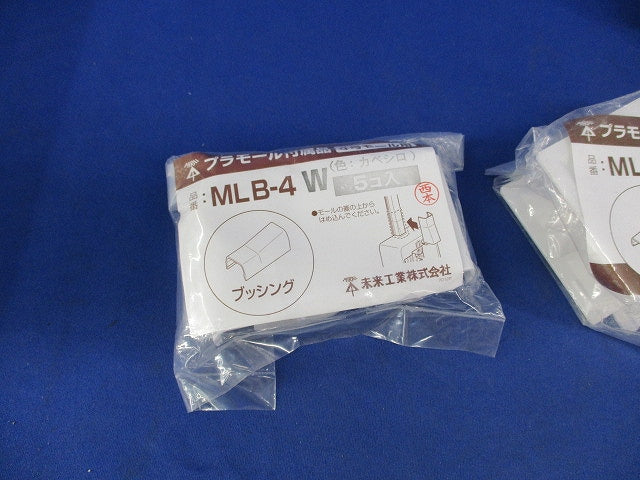 プラモール付属品
品番：MLB-4 W
(色：カベシロ)
5コ入
西本
●モールの蓋の上から
はめ込んでください。
ブッシング
未来工業株式会社
プラモー
品番：ML